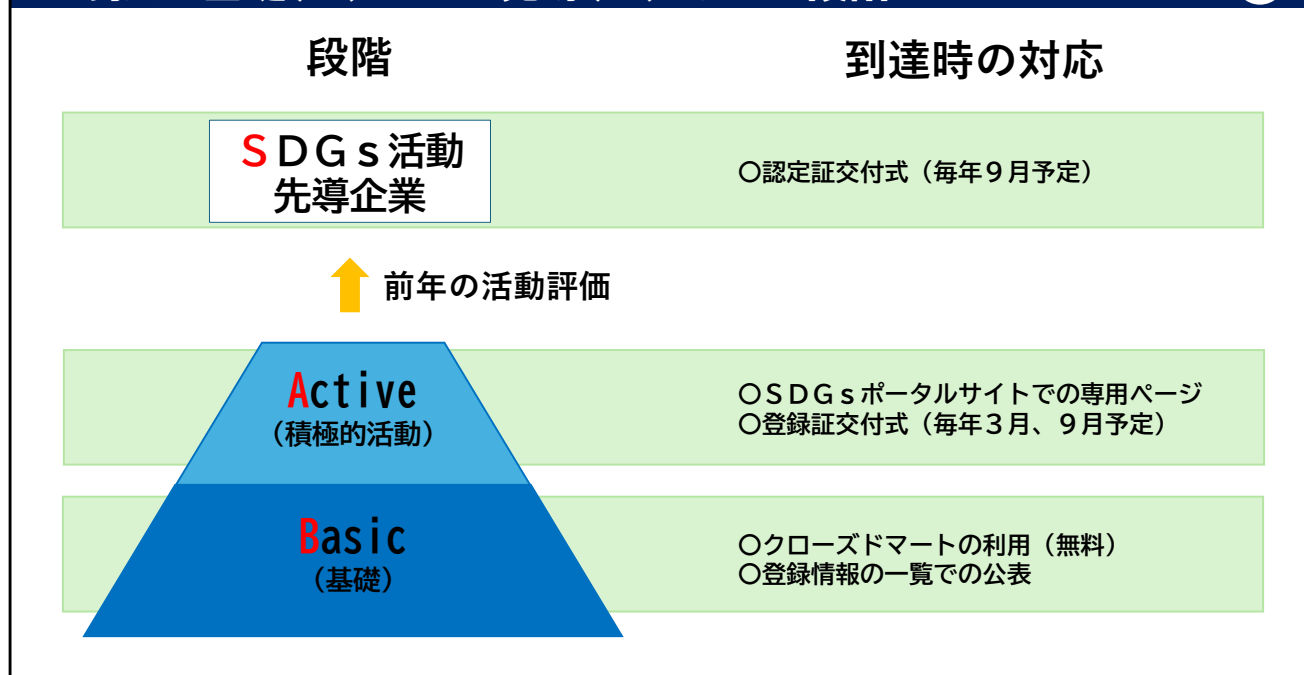 段階
到達時の対応
ＳＤＧｓ活動
先導企業
〇認定証交付式（毎年９月予定）
前年の活動評価
Active
（積極的活動）
〇ＳＤＧｓポータルサイトでの専用ページ
〇登録証交付式（毎年３月、９月予定）
Basic
（基礎）
〇クローズドマートの利用（無料）
〇登録情報の一覧での公表